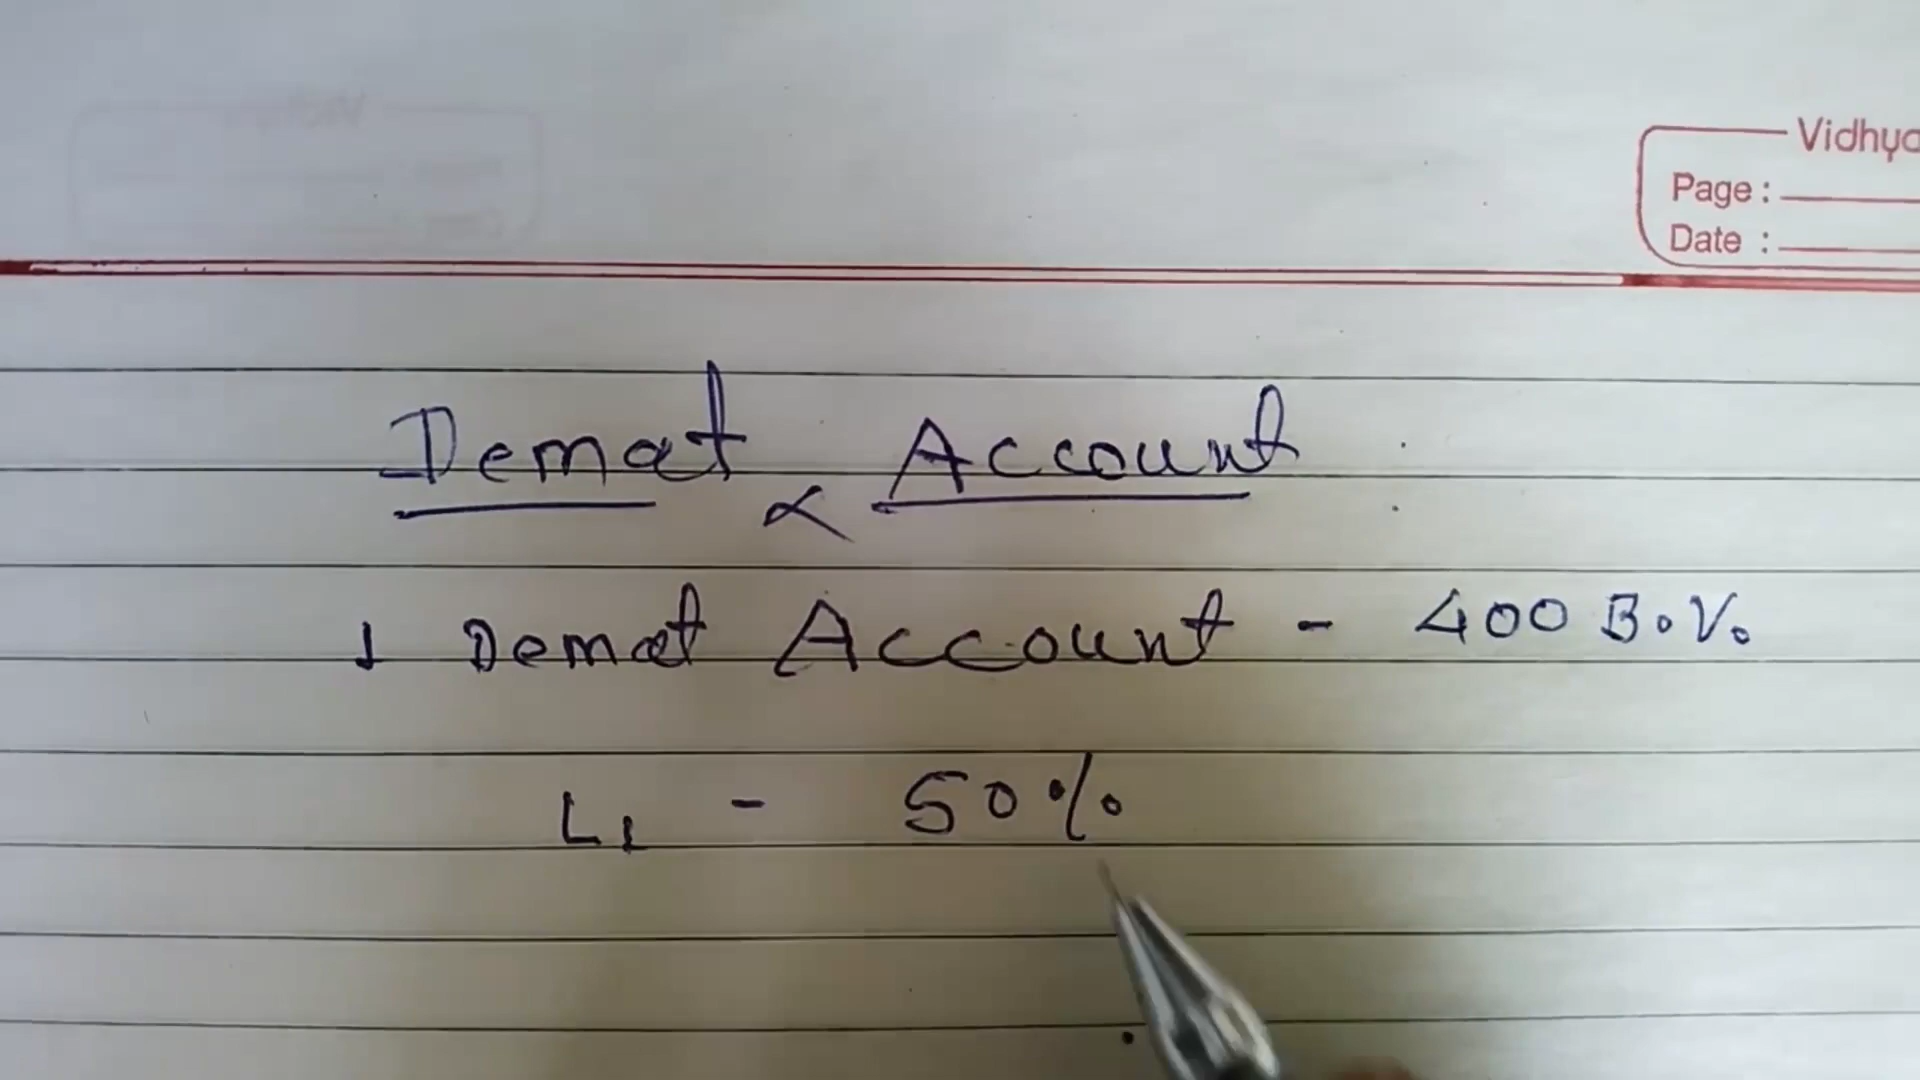 Vidhya
Page :
Date :
Demat Account
∝
1 Demat Account - 400 B.V.
L1 - 50%